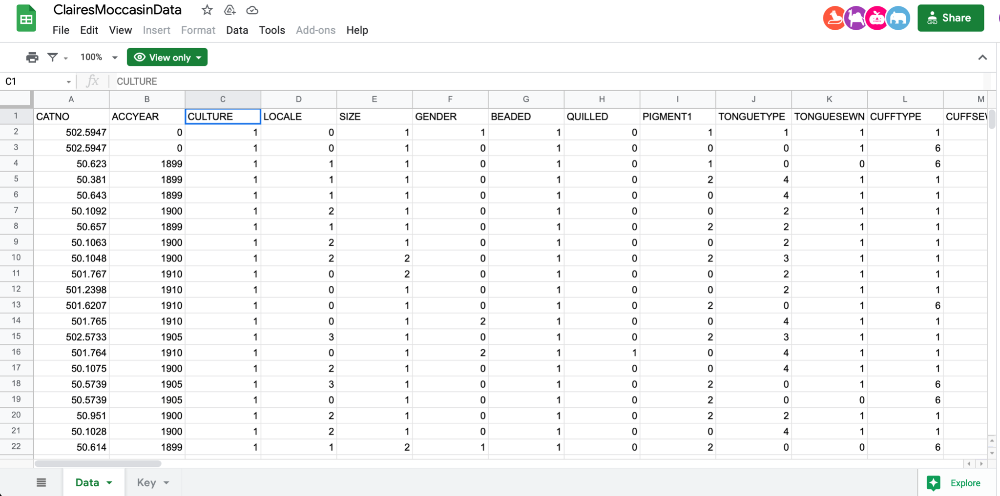 ClairesMoccasinData
File Edit View Insert Format Data Tools Add-ons Help
Share
100% View only
C1 fx CULTURE
A B C D E F G H I J K L M
1 CATNO ACCYEAR CULTURE LOCALE SIZE GENDER BEADED QUILLED PIGMENT1 TONGUETYPE TONGUESEWN CUFFTYPE
2 502.5947 0 1 0 1 1 1 0 1 1 1 1
3 502.5947 0 1 0 1 0 1 0 0 0 1 6
4 50.623 1899 1 1 1 0 1 0 1 0 0 6
5 50.381 1899 1 1 1 0 1 0 2 4 1 1
6 50.643 1899 1 1 1 0 1 0 0 4 1 1
7 50.1092 1900 1 2 1 0 1 0 0 2 1 1
8 50.657 1899 1 1 1 0 1 0 2 2 1 1
9 50.1063 1900 1 2 1 0 1 0 0 2 1 1
10 50.1048 1900 1 2 2 0 1 0 2 3 1 1
11 501.767 1910 1 0 2 0 1 0 0 2 1 1
12 501.2398 1910 1 0 1 0 1 0 0 2 1 1
13 501.6207 1910 1 0 1 0 1 0 2 0 1 6
14 501.765 1910 1 0 1 2 1 0 0 4 1 1
15 502.5733 1905 1 3 1 0 1 0 2 3 1 1
16 501.764 1910 1 0 1 2 1 1 0 4 1 1
17 50.1075 1900 1 2 1 0 1 0 0 4 1 1
18 50.5739 1905 1 3 1 0 1 0 2 0 1 6
19 50.5739 1905 1 0 1 0 1 0 2 0 0 6
20 50.951 1900 1 2 1 0 1 0 2 2 1 1
21 50.1028 1900 1 2 1 0 1 0 0 4 1 1
22 50.614 1899 1 1 2 1 1 0 2 0 0 6
Data Key Explore